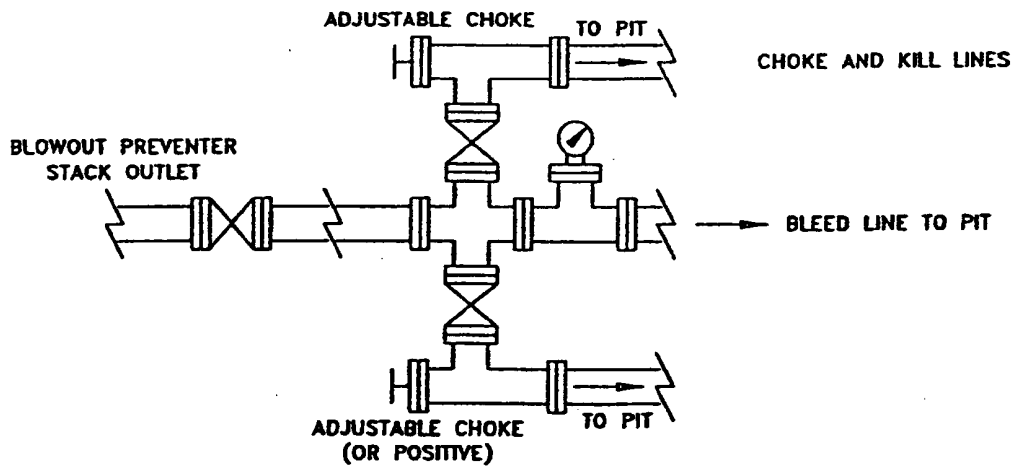 ADJUSTABLE CHOKE
TO PIT
CHOKE AND KILL LINES
BLOWOUT PREVENTER
STACK OUTLET
BLEED LINE TO PIT
TO PIT
ADJUSTABLE CHOKE
(OR POSITIVE)